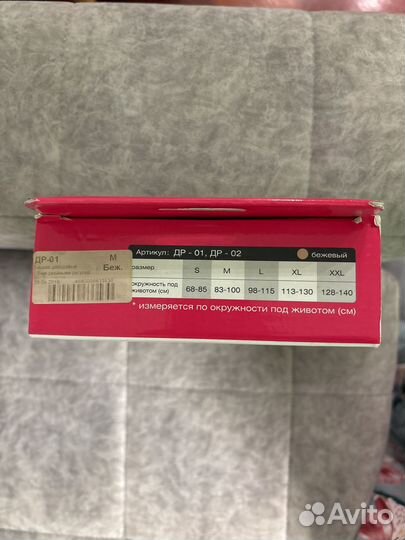 Артикул: ДР - 01, ДР - 02 бежевый
ДР-01 М
Беж.
размер S M L XL XXL
окружность под животом (см) 68-85 83-100 98-115 113-130 128-140
* измеряется по окружности под животом (см)
Avito